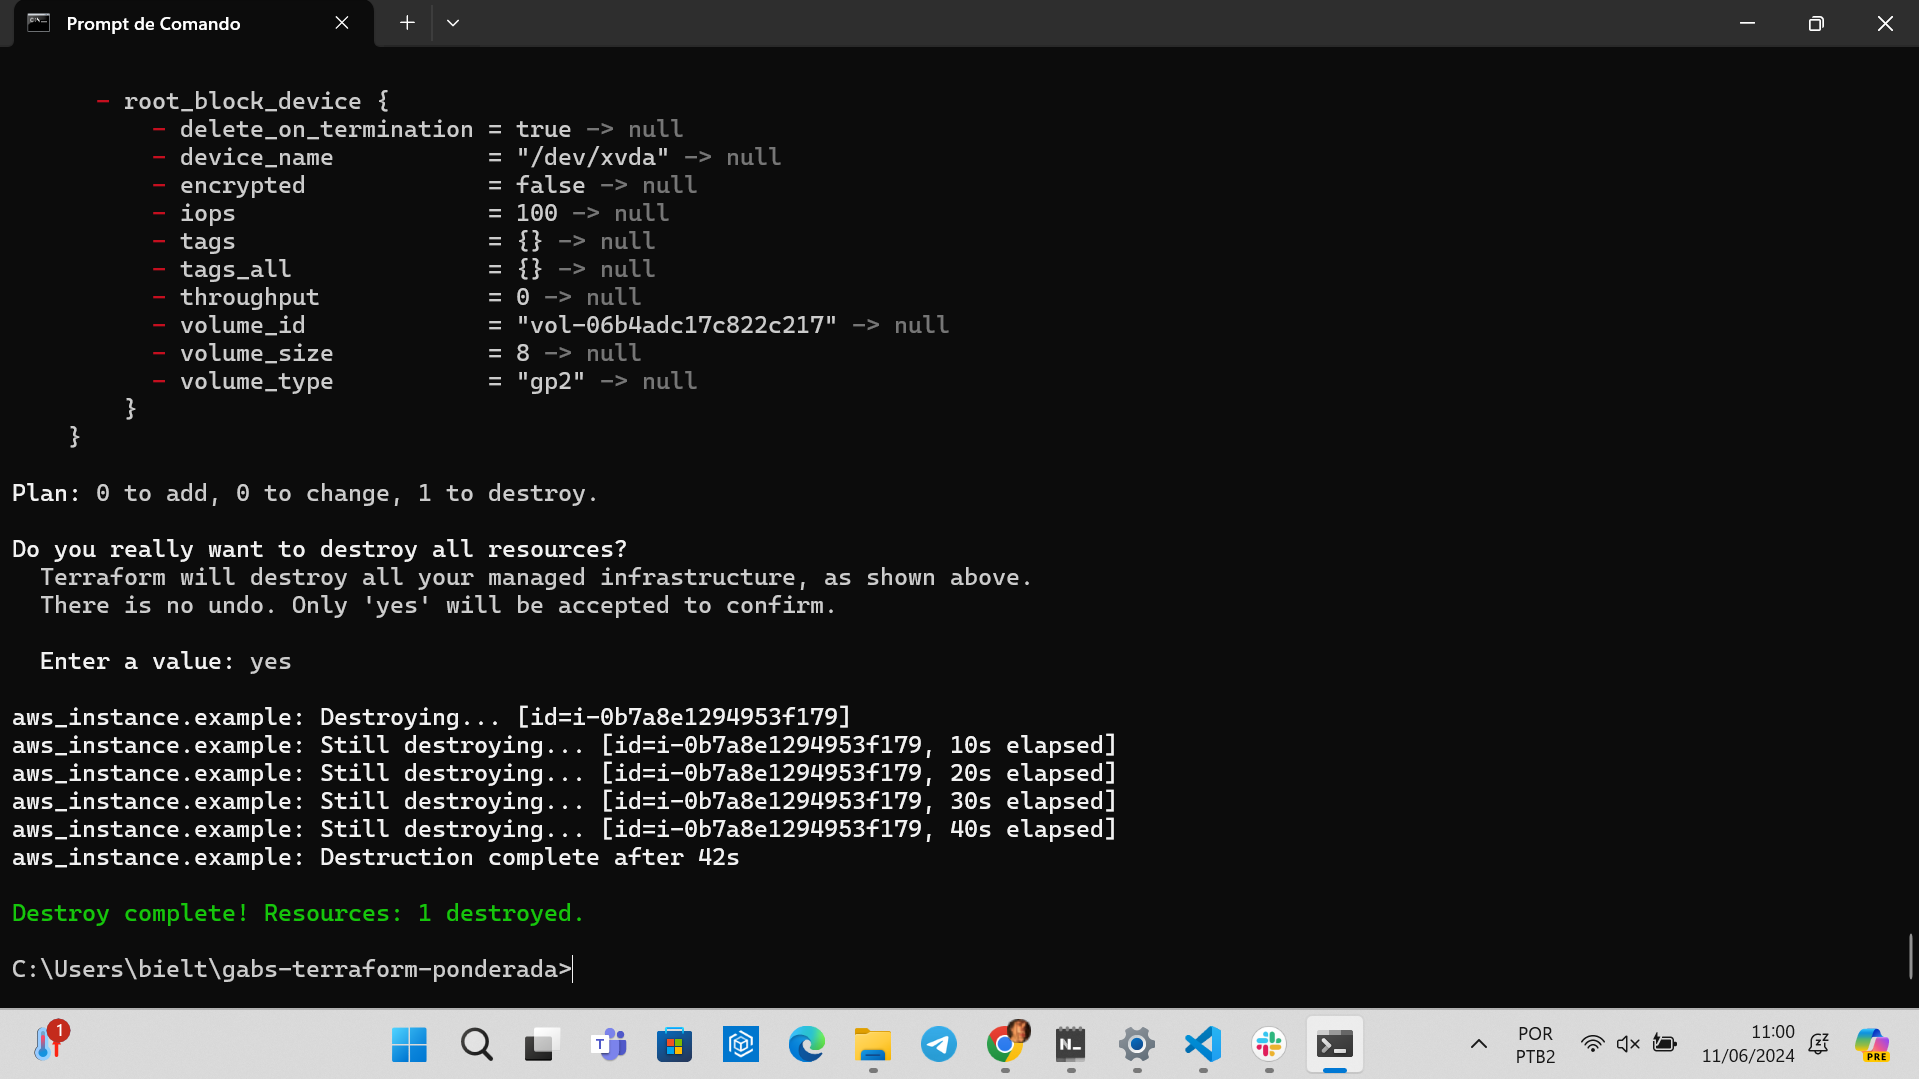 Prompt de Comando
- root_block_device {
- delete_on_termination = true -> null
- device_name = "/dev/xvda" -> null
- encrypted = false -> null
- iops = 100 -> null
- tags = {} -> null
- tags_all = {} -> null
- throughput = 0 -> null
- volume_id = "vol-06b4adc17c822c217" -> null
- volume_size = 8 -> null
- volume_type = "gp2" -> null
}
}
Plan: 0 to add, 0 to change, 1 to destroy.
Do you really want to destroy all resources?
Terraform will destroy all your managed infrastructure, as shown above.
There is no undo. Only 'yes' will be accepted to confirm.
Enter a value: yes
aws_instance.example: Destroying... [id=i-0b7a8e1294953f179]
aws_instance.example: Still destroying... [id=i-0b7a8e1294953f179, 10s elapsed]
aws_instance.example: Still destroying... [id=i-0b7a8e1294953f179, 20s elapsed]
aws_instance.example: Still destroying... [id=i-0b7a8e1294953f179, 30s elapsed]
aws_instance.example: Still destroying... [id=i-0b7a8e1294953f179, 40s elapsed]
aws_instance.example: Destruction complete after 42s
Destroy complete! Resources: 1 destroyed.
C:\Users\bielt\gabs-terraform-ponderada>
1
T
N_
POR
PTB2
11:00
11/06/2024
PRE